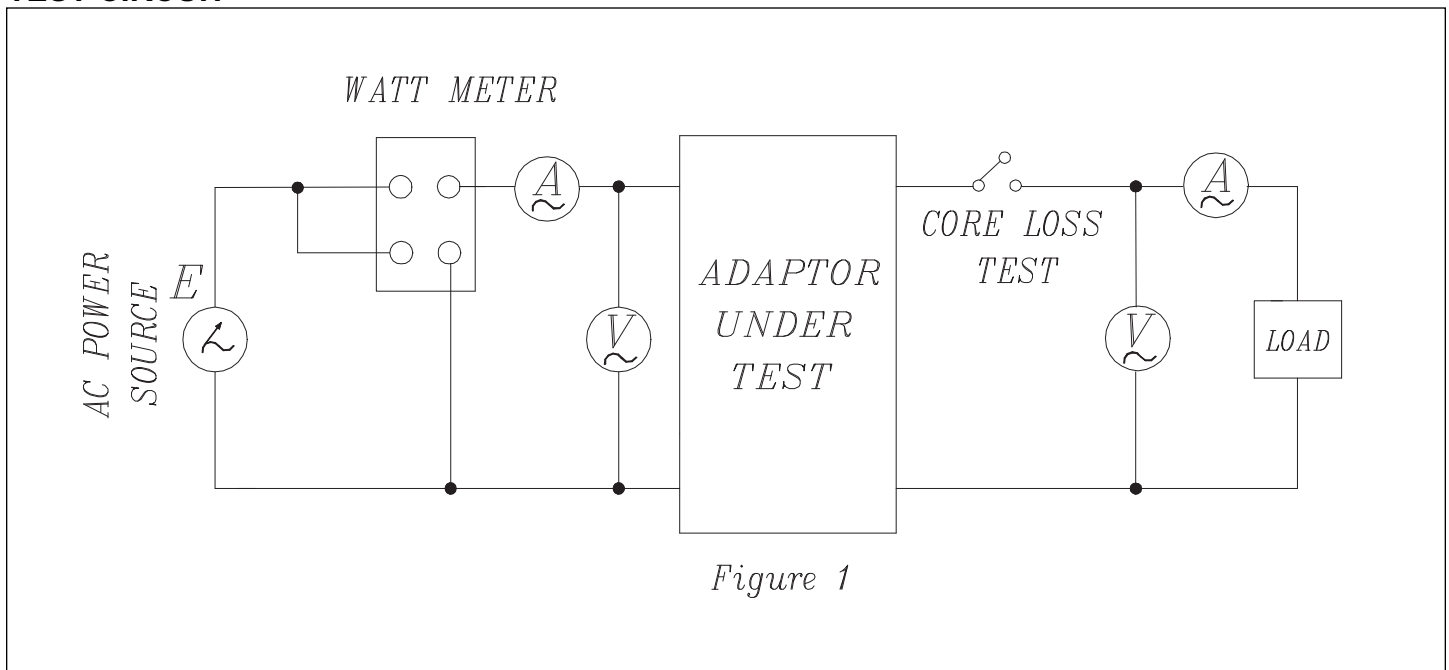 WATT METER
A
A
CORE LOSS
TEST
AC POWER
SOURCE
E
V
ADAPTOR
UNDER
TEST
V
LOAD
Figure 1